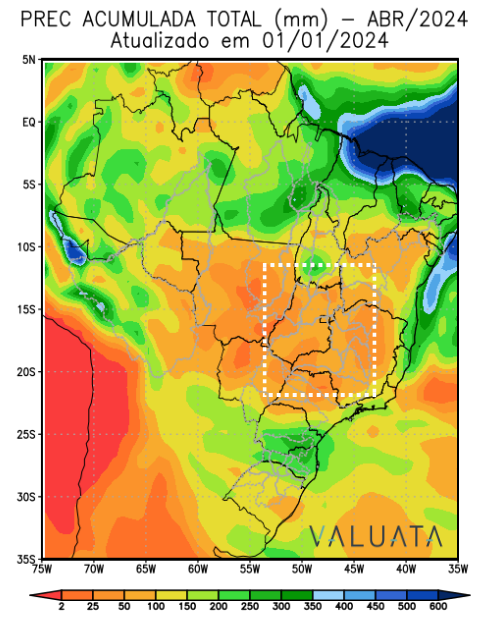 PREC ACUMULADA TOTAL (mm) – ABR/2024
Atualizado em 01/01/2024
5N
EQ
5S
10S
15S
20S
25S
30S
35S
VALUATA
75W 70W 65W 60W 55W 50W 45W 40W 35W
2 25 50 100 150 200 250 300 350 400 450 500 600